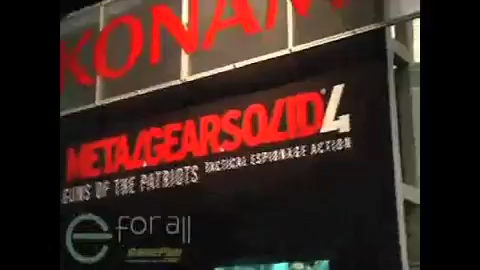 KONAMI
METAL GEAR SOLID 4
GUNS OF THE PATRIOTS TACTICAL ESPIONAGE ACTION
e for all